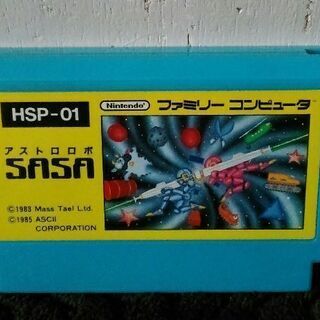 HSP-01
Nintendo ファミリー コンピュータ
アストロロボ
SASA
©1983 Mass Tael Ltd.
©1985 ASCII
CORPORATION